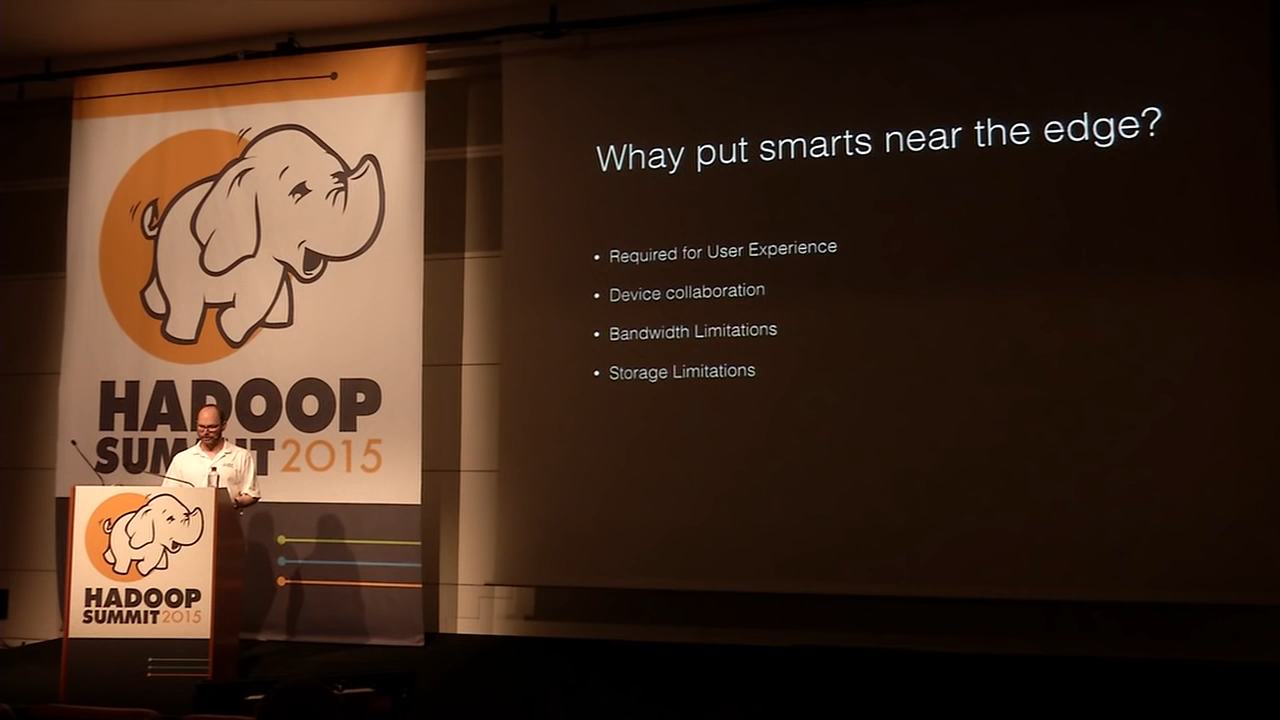 HADOOP
SUMMIT 2015
HADOOP
SUMMIT 2015
Whay put smarts near the edge?
• Required for User Experience
• Device collaboration
• Bandwidth Limitations
• Storage Limitations